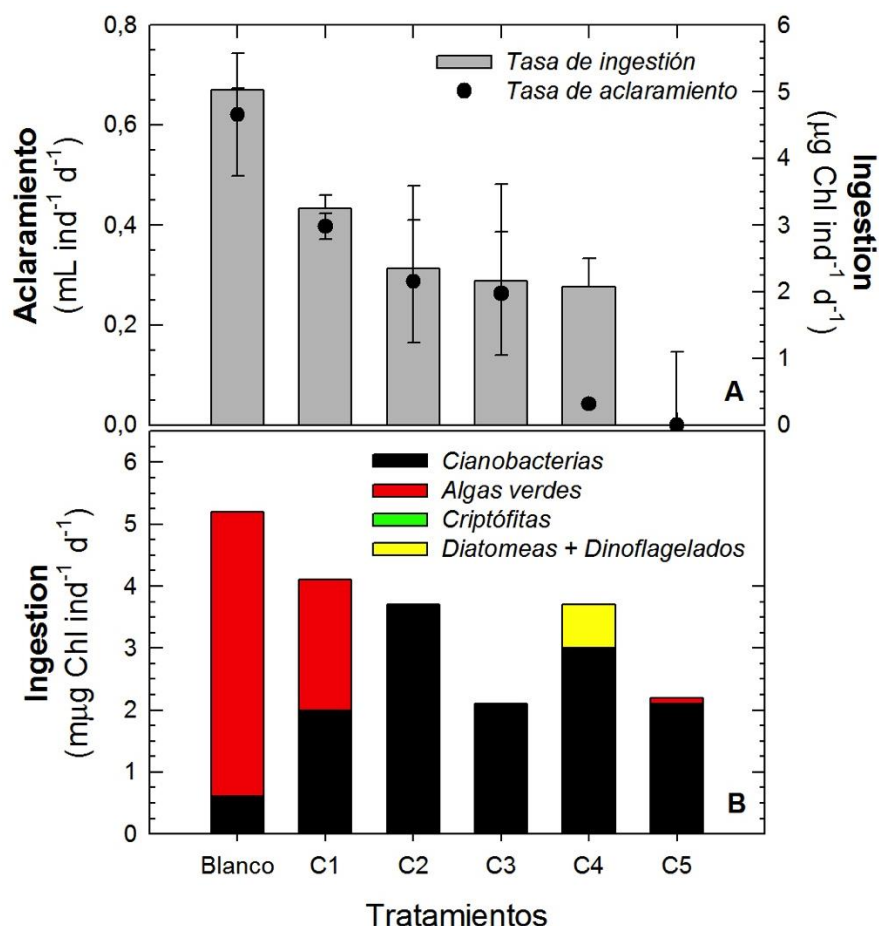 0,8
0,6
0,4
0,2
0,0
Aclaramiento
(mL ind⁻¹ d⁻¹)
Tasa de ingestión
Tasa de aclaramiento
A
6
5
4
3
2
1
0
Ingestion
(µg Chl ind⁻¹ d⁻¹)
6
5
4
3
2
1
0
Ingestion
(mµg Chl ind⁻¹ d⁻¹)
Cianobacterias
Algas verdes
Criptófitas
Diatomeas + Dinoflagelados
B
Blanco C1 C2 C3 C4 C5
Tratamientos